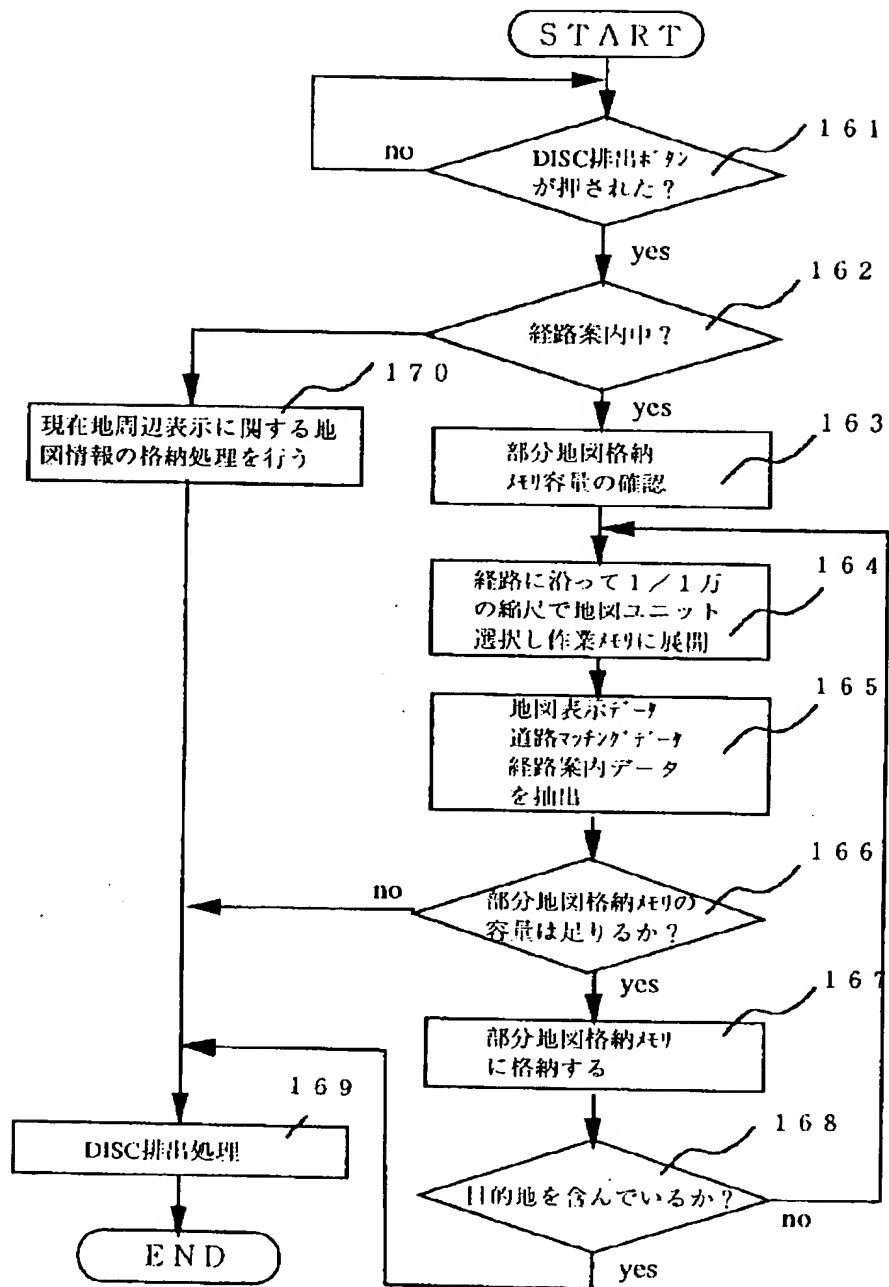 START
161
no
DISC排出ボタン
が押された？
yes
162
経路案内中？
170
yes
現在地周辺表示に関する地
図情報の格納処理を行う
163
部分地図格納
メモリ容量の確認
164
経路に沿って１／１万
の縮尺で地図ユニット
選択し作業メモリに展開
165
地図表示データ
道路マッチングデータ
経路案内データ
を抽出
166
no
部分地図格納メモリの
容量は足りるか？
yes
167
部分地図格納メモリ
に格納する
169
168
DISC排出処理
目的地を含んでいるか？
no
END
yes